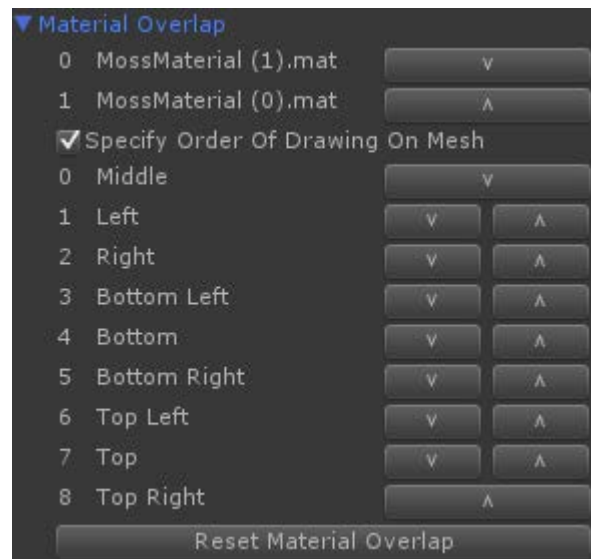 ▼ Material Overlap
0 MossMaterial (1).mat v
1 MossMaterial (0).mat ʌ
Specify Order Of Drawing On Mesh
0 Middle v
1 Left v ʌ
2 Right v ʌ
3 Bottom Left v ʌ
4 Bottom v ʌ
5 Bottom Right v ʌ
6 Top Left v ʌ
7 Top v ʌ
8 Top Right ʌ
Reset Material Overlap